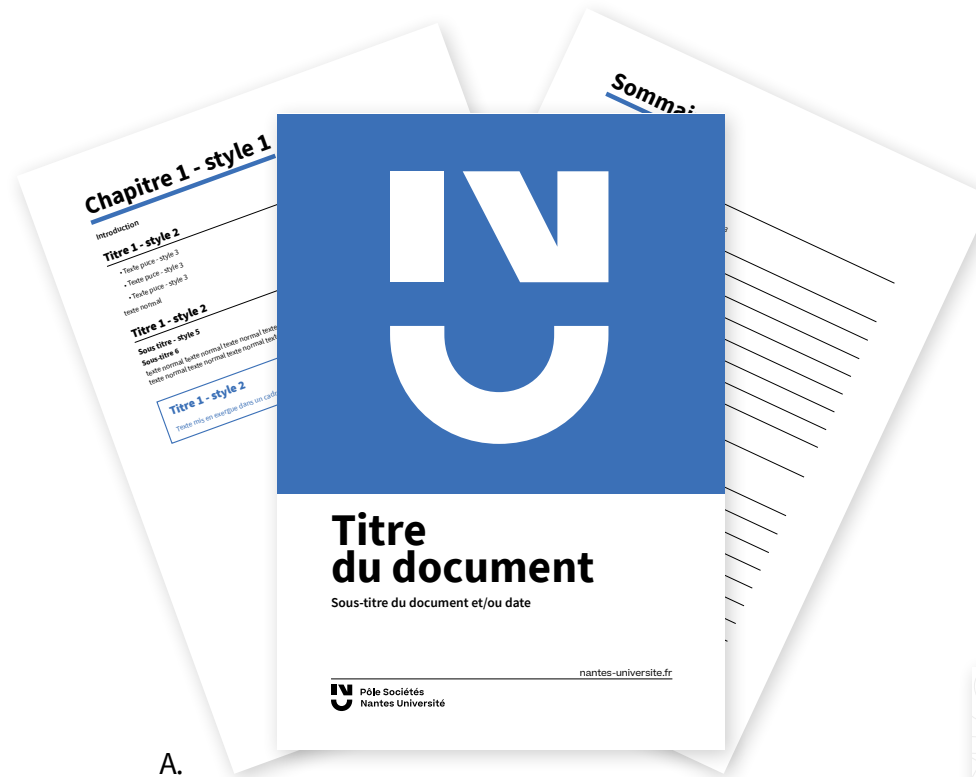 Chapitre 1 - style 1
Introduction
Titre 1 - style 2
• Texte puce - style 3
• Texte puce - style 3
• Texte puce - style 3
texte normal
Titre 1 - style 2
Sous titre - style 5
Sous-titre 6
texte normal texte normal texte normal texte
texte normal texte normal texte normal texte
Titre 1 - style 2
Texte mis en exergue dans un cadre
Sommai
Titre
du document
Sous-titre du document et/ou date
nantes-universite.fr
Pôle Sociétés
Nantes Université
A.